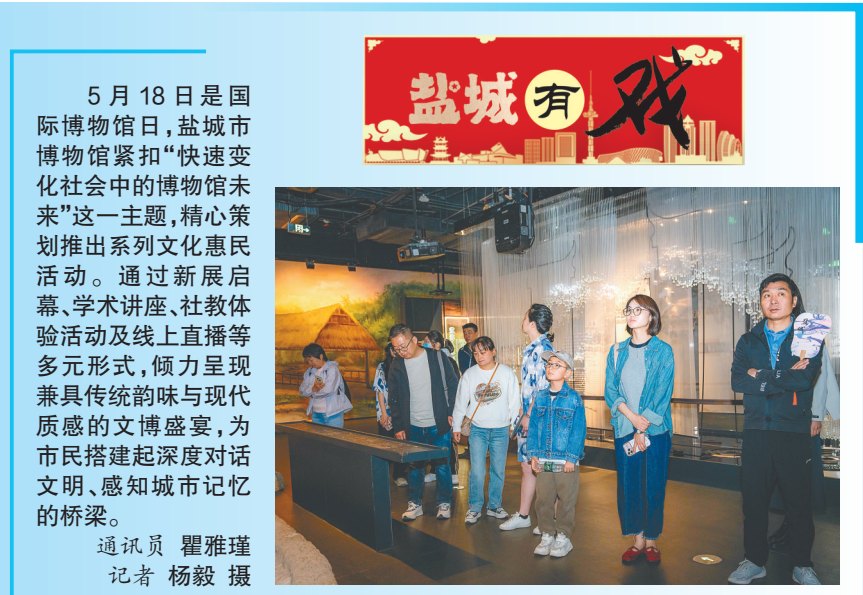 盐城有戏
5月18日是国
际博物馆日，盐城市
博物馆紧扣“快速变
化社会中的博物馆未
来”这一主题，精心策
划推出系列文化惠民
活动。通过新展启
幕、学术讲座、社教体
验活动及线上直播等
多元形式，倾力呈现
兼具传统韵味与现代
质感的文博盛宴，为
市民搭建起深度对话
文明、感知城市记忆
的桥梁。
通讯员 瞿雅瑾
记者 杨毅 摄